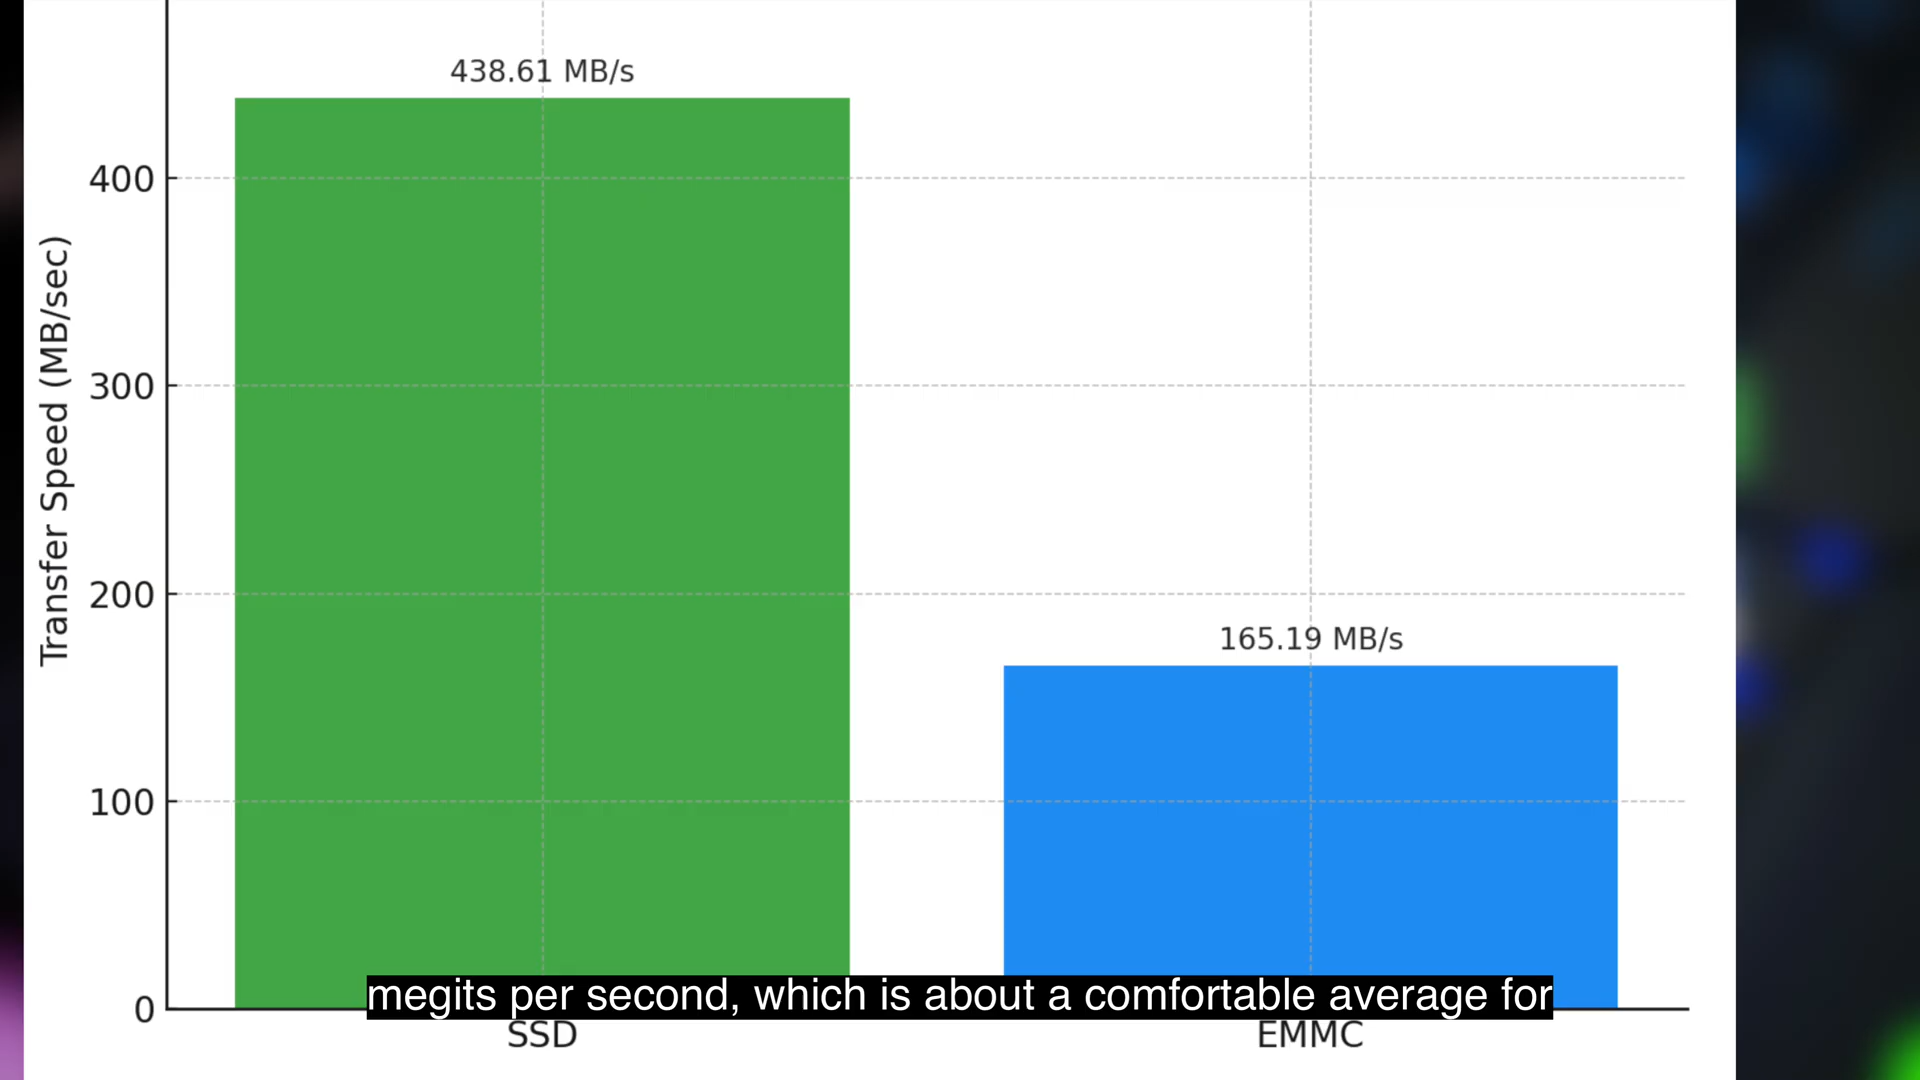 438.61 MB/s
400
300
200
100
0
Transfer Speed (MB/sec)
165.19 MB/s
megits per second, which is about a comfortable average for
SSD
EMMC